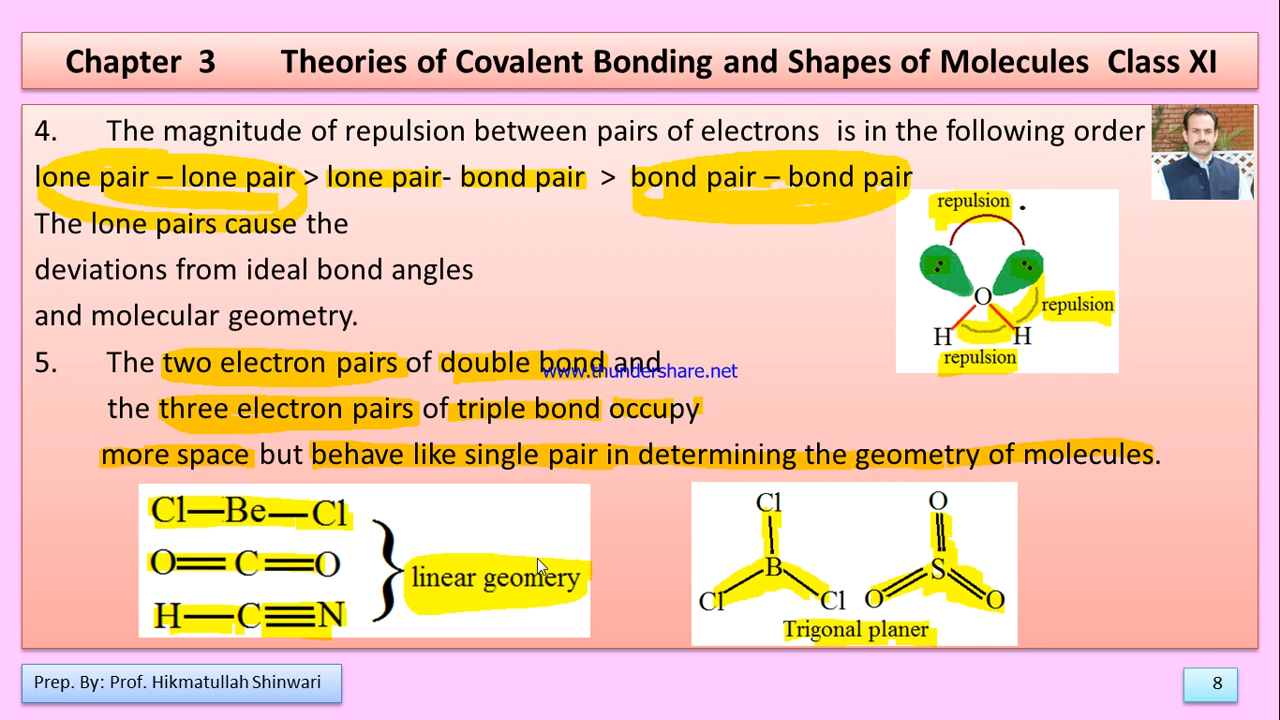 Chapter 3 Theories of Covalent Bonding and Shapes of Molecules Class XI
4. The magnitude of repulsion between pairs of electrons is in the following order
lone pair – lone pair > lone pair- bond pair > bond pair – bond pair
The lone pairs cause the
deviations from ideal bond angles
and molecular geometry.
repulsion .
O
repulsion
H H
repulsion
5. The two electron pairs of double bond and
www.thundershare.net
the three electron pairs of triple bond occupy
more space but behave like single pair in determining the geometry of molecules.
Cl—Be—Cl
O=C=O
H—C≡N
linear geomery
Cl
B
Cl Cl
O
S
O O
Trigonal planer
Prep. By: Prof. Hikmatullah Shinwari
8